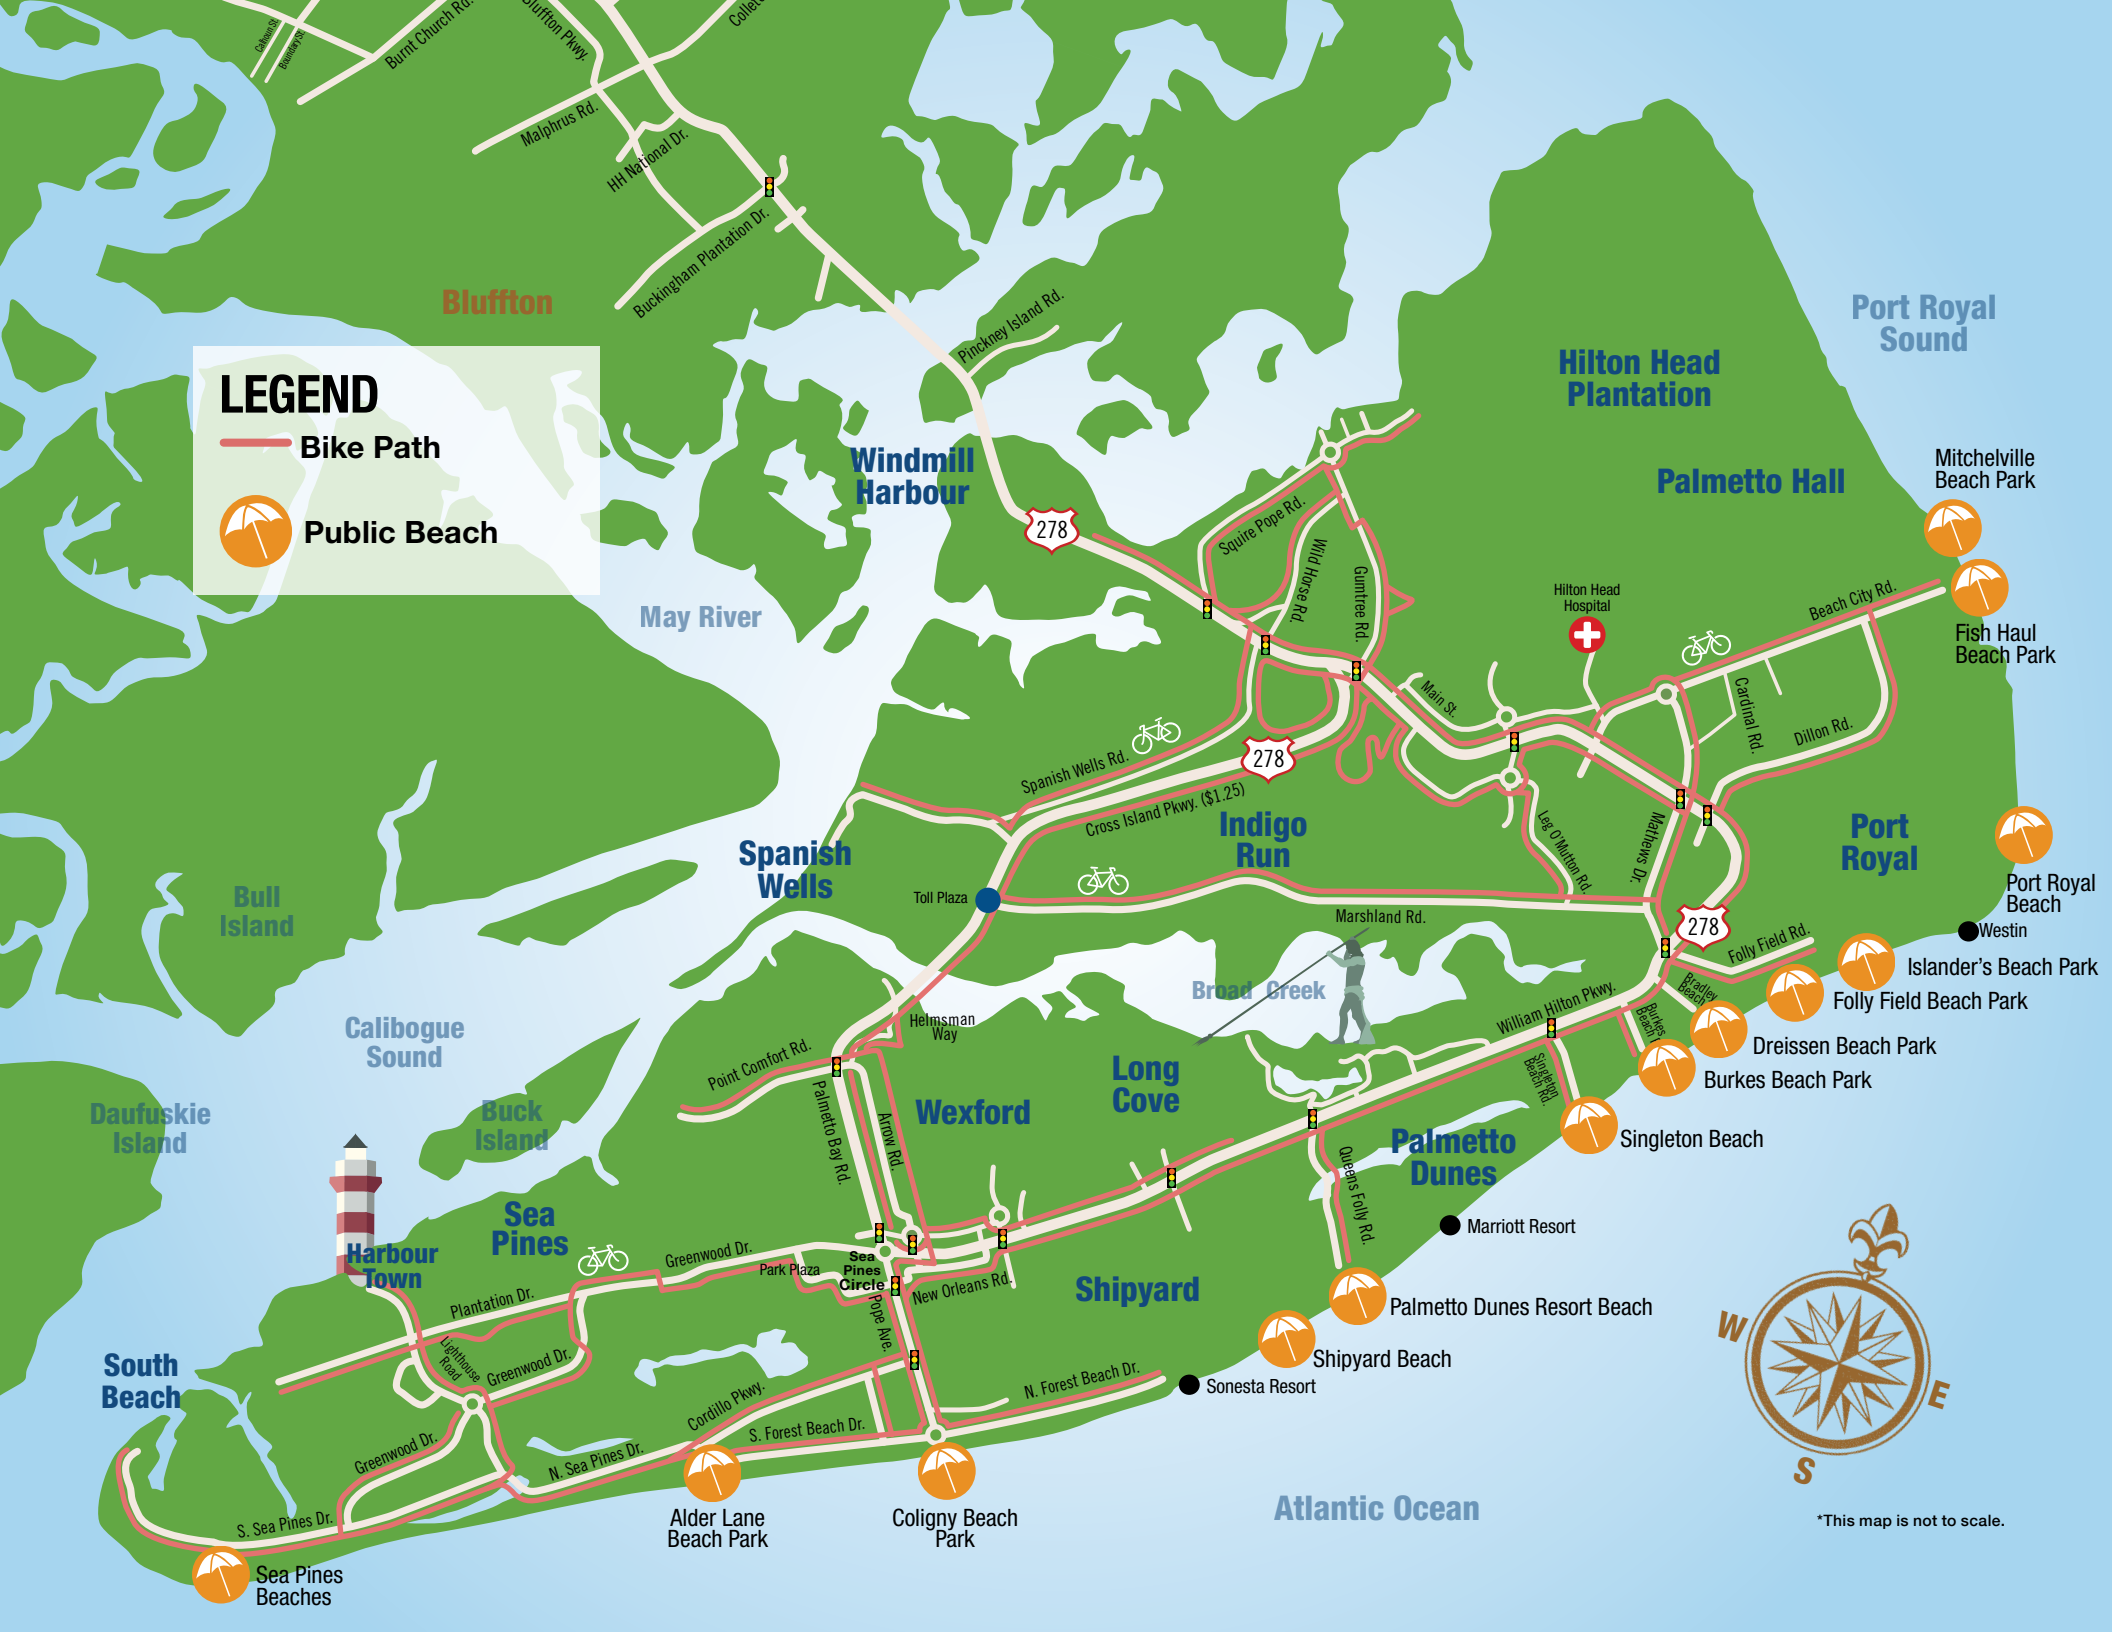 Calhoun St.
Boundary St.
Burnt Church Rd.
Bluffton Pkwy.
Malphrus Rd.
HH National Dr.
Buckingham Plantation Dr.
Bluffton
Pinckney Island Rd.
LEGEND
Bike Path
Public Beach
Port Royal
Sound
Hilton Head
Plantation
Palmetto Hall
Windmill
Harbour
278
Mitchelville
Beach Park
Squire Pope Rd.
Wild Horse Rd.
Gumtree Rd.
Hilton Head
Hospital
Beach City Rd.
Fish Haul
Beach Park
May River
Main St.
Cardinal Rd.
Dillon Rd.
Spanish Wells Rd.
278
Cross Island Pkwy. ($1.25)
Indigo
Run
Leg O'Mutton Rd.
Mathews Dr.
Port
Royal
Port Royal
Beach
Spanish
Wells
Toll Plaza
Marshland Rd.
278
Folly Field Rd.
Westin
Islander's Beach Park
Folly Field Beach Park
Bull
Island
Broad Creek
Bradley
Beach
Burkes
Beach
William Hilton Pkwy.
Dreissen Beach Park
Burkes Beach Park
Calibogue
Sound
Helmsman
Way
Point Comfort Rd.
Long
Cove
Singleton
Beach Rd.
Singleton Beach
Daufuskie
Island
Buck
Island
Palmetto Bay Rd.
Arrow Rd.
Wexford
Palmetto
Dunes
Queens Folly Rd.
Marriott Resort
Sea
Pines
Harbour
Town
Greenwood Dr.
Park Plaza
Sea
Pines
Circle
New Orleans Rd.
Shipyard
Palmetto Dunes Resort Beach
Plantation Dr.
Pope Ave.
Shipyard Beach
Sonesta Resort
South
Beach
Lighthouse
Road
Greenwood Dr.
N. Forest Beach Dr.
Cordillo Pkwy.
S. Forest Beach Dr.
Greenwood Dr.
N. Sea Pines Dr.
S. Sea Pines Dr.
Sea Pines
Beaches
Alder Lane
Beach Park
Coligny Beach
Park
Atlantic Ocean
W
E
S
*This map is not to scale.